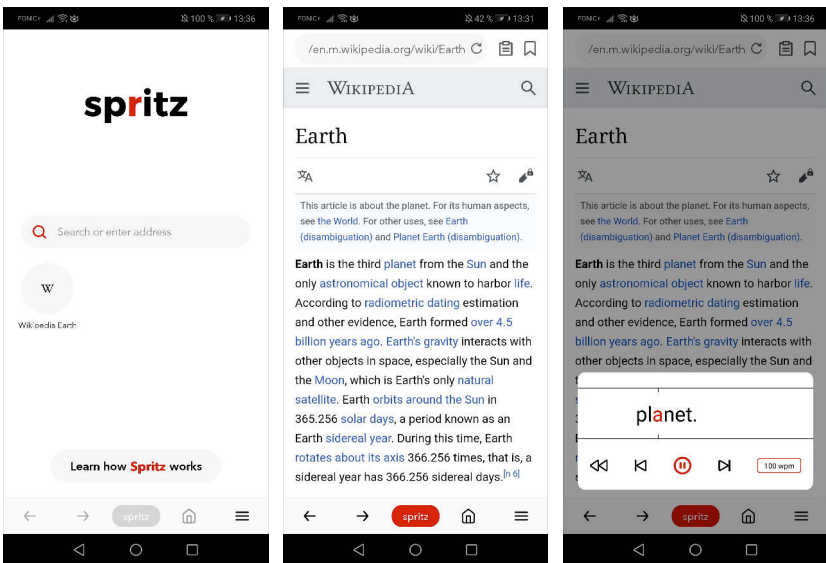 FONIC+ 100 % 13:36
spritz
Search or enter address
W
Wikipedia Earth
Learn how Spritz works
spritz
FONIC+ 42 % 13:31
/en.m.wikipedia.org/wiki/Earth
WIKIPEDIA
Earth
This article is about the planet. For its human aspects,
see the World. For other uses, see Earth
(disambiguation) and Planet Earth (disambiguation).
Earth is the third planet from the Sun and the
only astronomical object known to harbor life.
According to radiometric dating estimation
and other evidence, Earth formed over 4.5
billion years ago. Earth's gravity interacts with
other objects in space, especially the Sun and
the Moon, which is Earth's only natural
satellite. Earth orbits around the Sun in
365.256 solar days, a period known as an
Earth sidereal year. During this time, Earth
rotates about its axis 366.256 times, that is, a
sidereal year has 366.256 sidereal days.[n 6]
spritz
FONIC+ 100 % 13:36
/en.m.wikipedia.org/wiki/Earth
WIKIPEDIA
Earth
This article is about the planet. For its human aspects,
see the World. For other uses, see Earth
(disambiguation) and Planet Earth (disambiguation).
Earth is the third planet from the Sun and the
only astronomical object known to harbor life.
According to radiometric dating estimation
and other evidence, Earth formed over 4.5
billion years ago. Earth's gravity interacts with
other objects in space, especially the Sun and
planet.
100 wpm
spritz